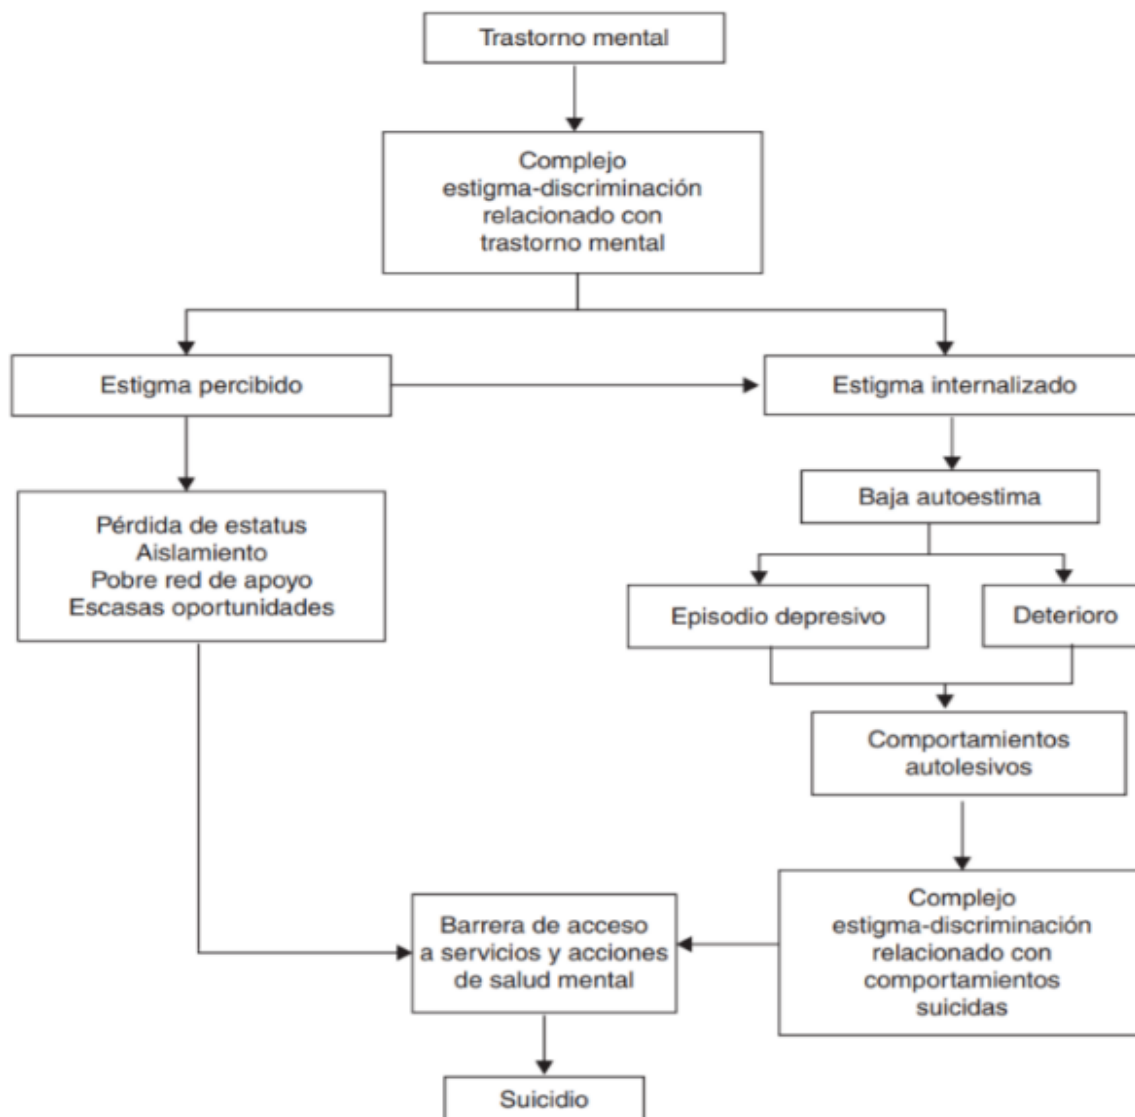 Trastorno mental
Complejo
estigma-discriminación
relacionado con
trastorno mental
Estigma percibido
Estigma internalizado
Pérdida de estatus
Aislamiento
Pobre red de apoyo
Escasas oportunidades
Baja autoestima
Episodio depresivo
Deterioro
Comportamientos
autolesivos
Barrera de acceso
a servicios y acciones
de salud mental
Complejo
estigma-discriminación
relacionado con
comportamientos
suicidas
Suicidio